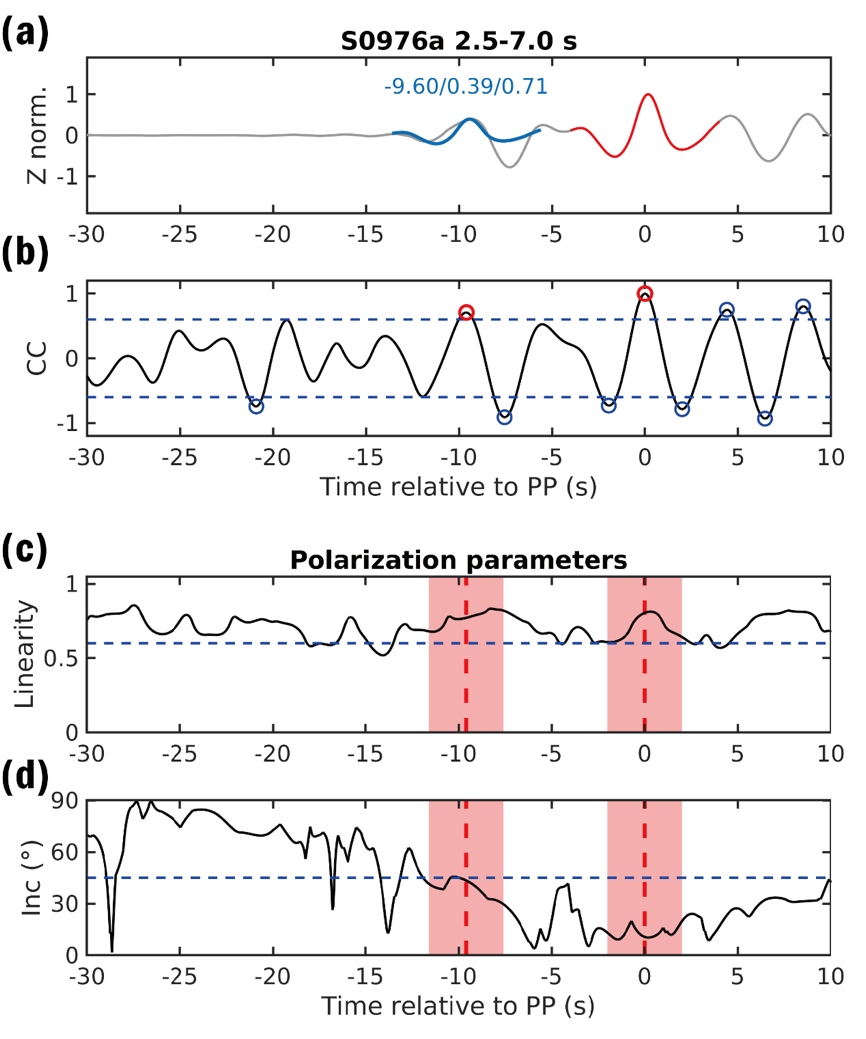 (a)
S0976a 2.5-7.0 s
-9.60/0.39/0.71
Z norm.
1
0
-1
-30 -25 -20 -15 -10 -5 0 5 10
(b)
CC
1
0
-1
-30 -25 -20 -15 -10 -5 0 5 10
Time relative to PP (s)
(c)
Polarization parameters
Linearity
1
0.5
0
-30 -25 -20 -15 -10 -5 0 5 10
(d)
Inc (°)
90
60
30
0
-30 -25 -20 -15 -10 -5 0 5 10
Time relative to PP (s)